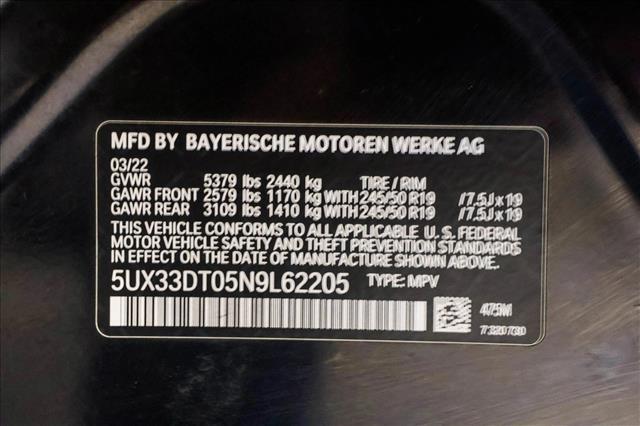 MFD BY BAYERISCHE MOTOREN WERKE AG
03/22
GVWR 5379 lbs 2440 kg TIRE / RIM
GAWR FRONT 2579 lbs 1170 kg WITH 245/50 R19 /7.5J x 19
GAWR REAR 3109 lbs 1410 kg WITH 245/50 R19 /7.5J x 19
THIS VEHICLE CONFORMS TO ALL APPLICABLE U. S. FEDERAL
MOTOR VEHICLE SAFETY AND THEFT PREVENTION STANDARDS
IN EFFECT ON THE DATE OF MANUFACTURE SHOWN ABOVE.
5UX33DT05N9L62205 TYPE: MPV
475M